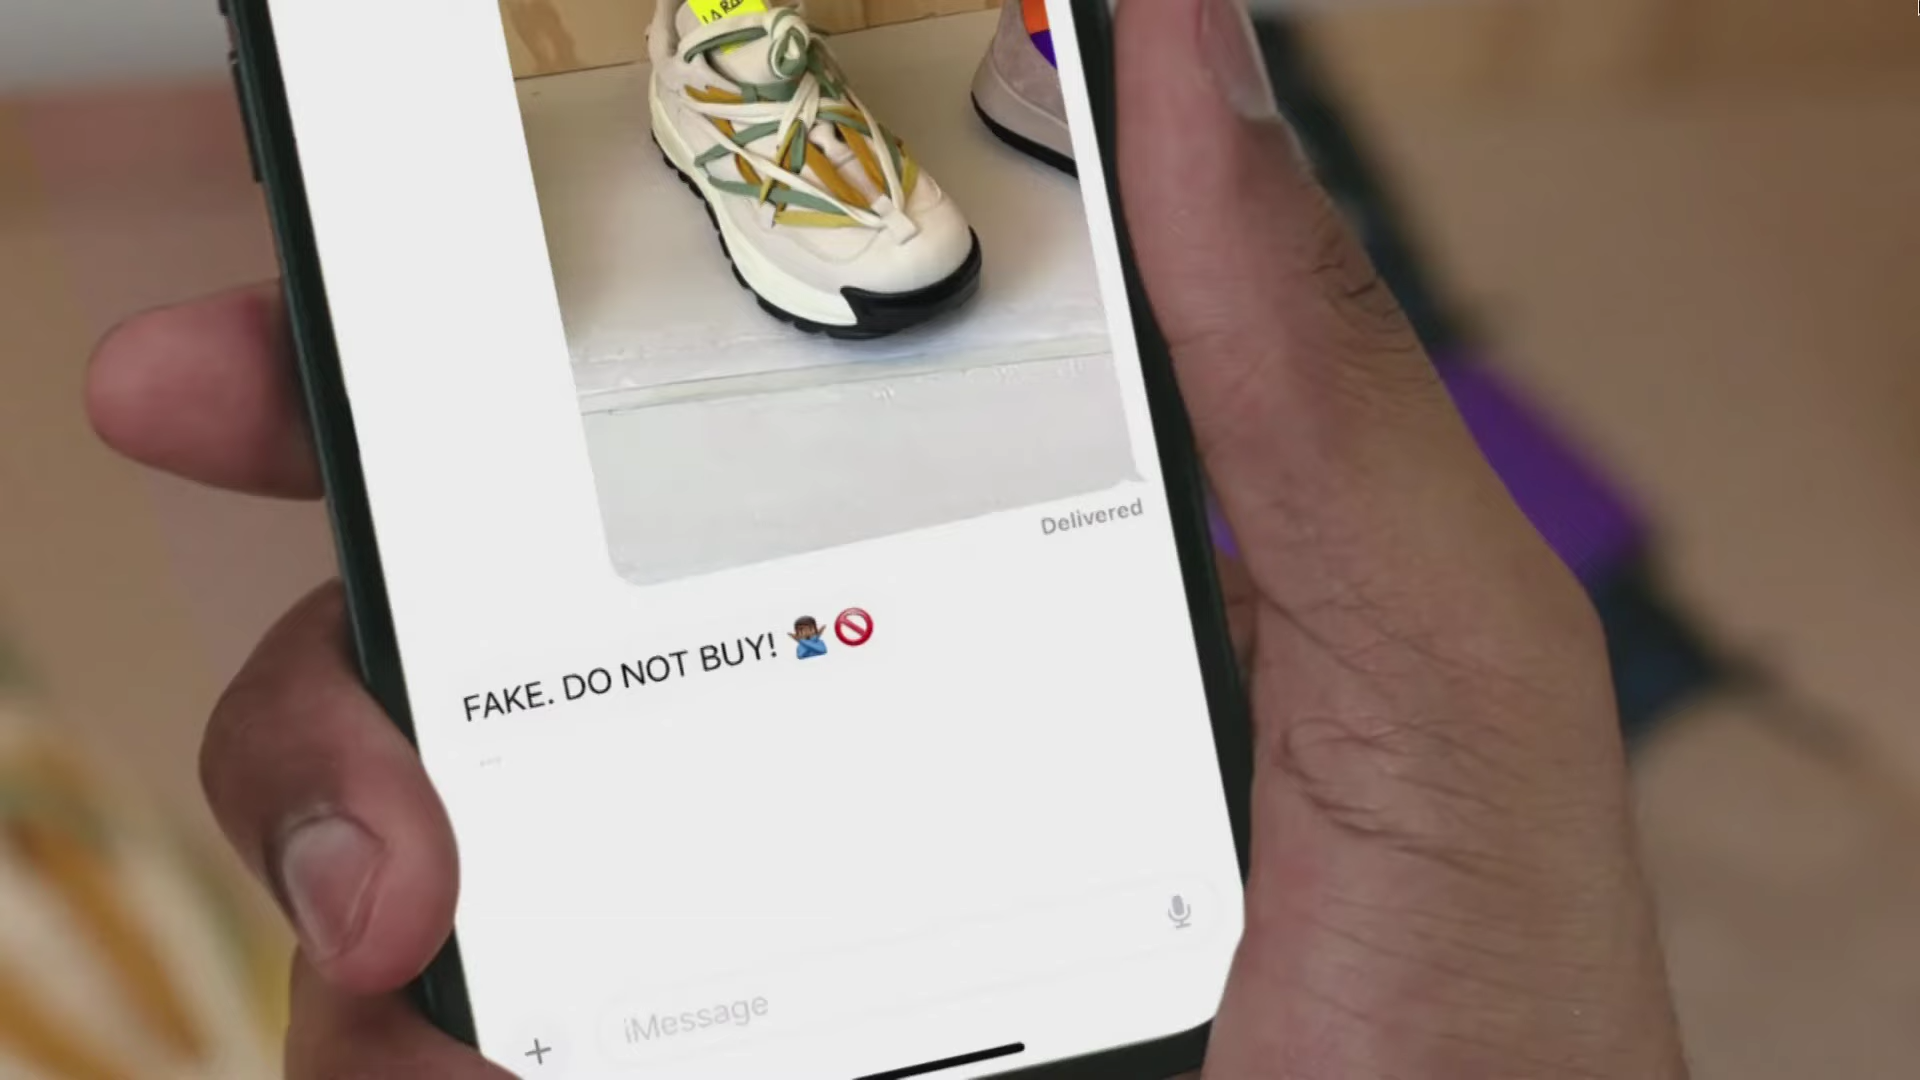 Delivered
FAKE. DO NOT BUY! 🙅🏾‍♂️🚫
iMessage